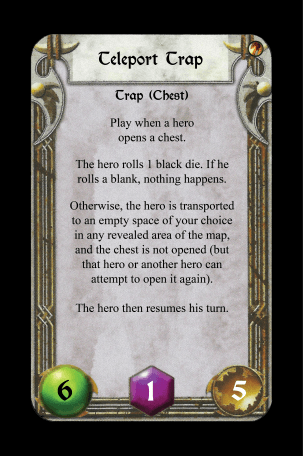 Teleport Trap
Trap (Chest)
Play when a hero
opens a chest.
The hero rolls 1 black die. If he
rolls a blank, nothing happens.
Otherwise, the hero is transported
to an empty space of your choice
in any revealed area of the map,
and the chest is not opened (but
that hero or another hero can
attempt to open it again).
The hero then resumes his turn.
6 1 5